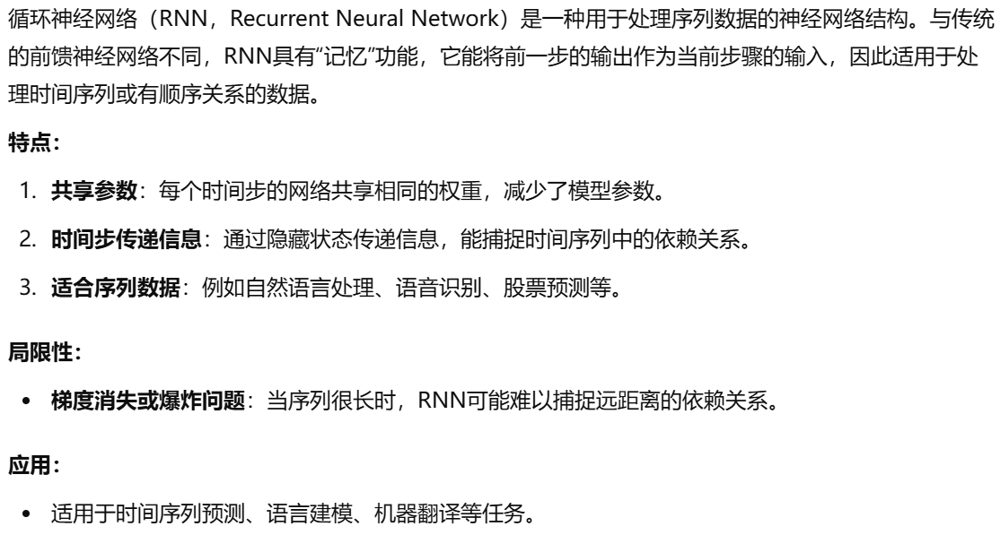 循环神经网络（RNN，Recurrent Neural Network）是一种用于处理序列数据的神经网络结构。与传统
的前馈神经网络不同，RNN具有“记忆”功能，它能将前一步的输出作为当前步骤的输入，因此适用于处
理时间序列或有顺序关系的数据。
特点：
1. 共享参数：每个时间步的网络共享相同的权重，减少了模型参数。
2. 时间步传递信息：通过隐藏状态传递信息，能捕捉时间序列中的依赖关系。
3. 适合序列数据：例如自然语言处理、语音识别、股票预测等。
局限性：
• 梯度消失或爆炸问题：当序列很长时，RNN可能难以捕捉远距离的依赖关系。
应用：
• 适用于时间序列预测、语言建模、机器翻译等任务。